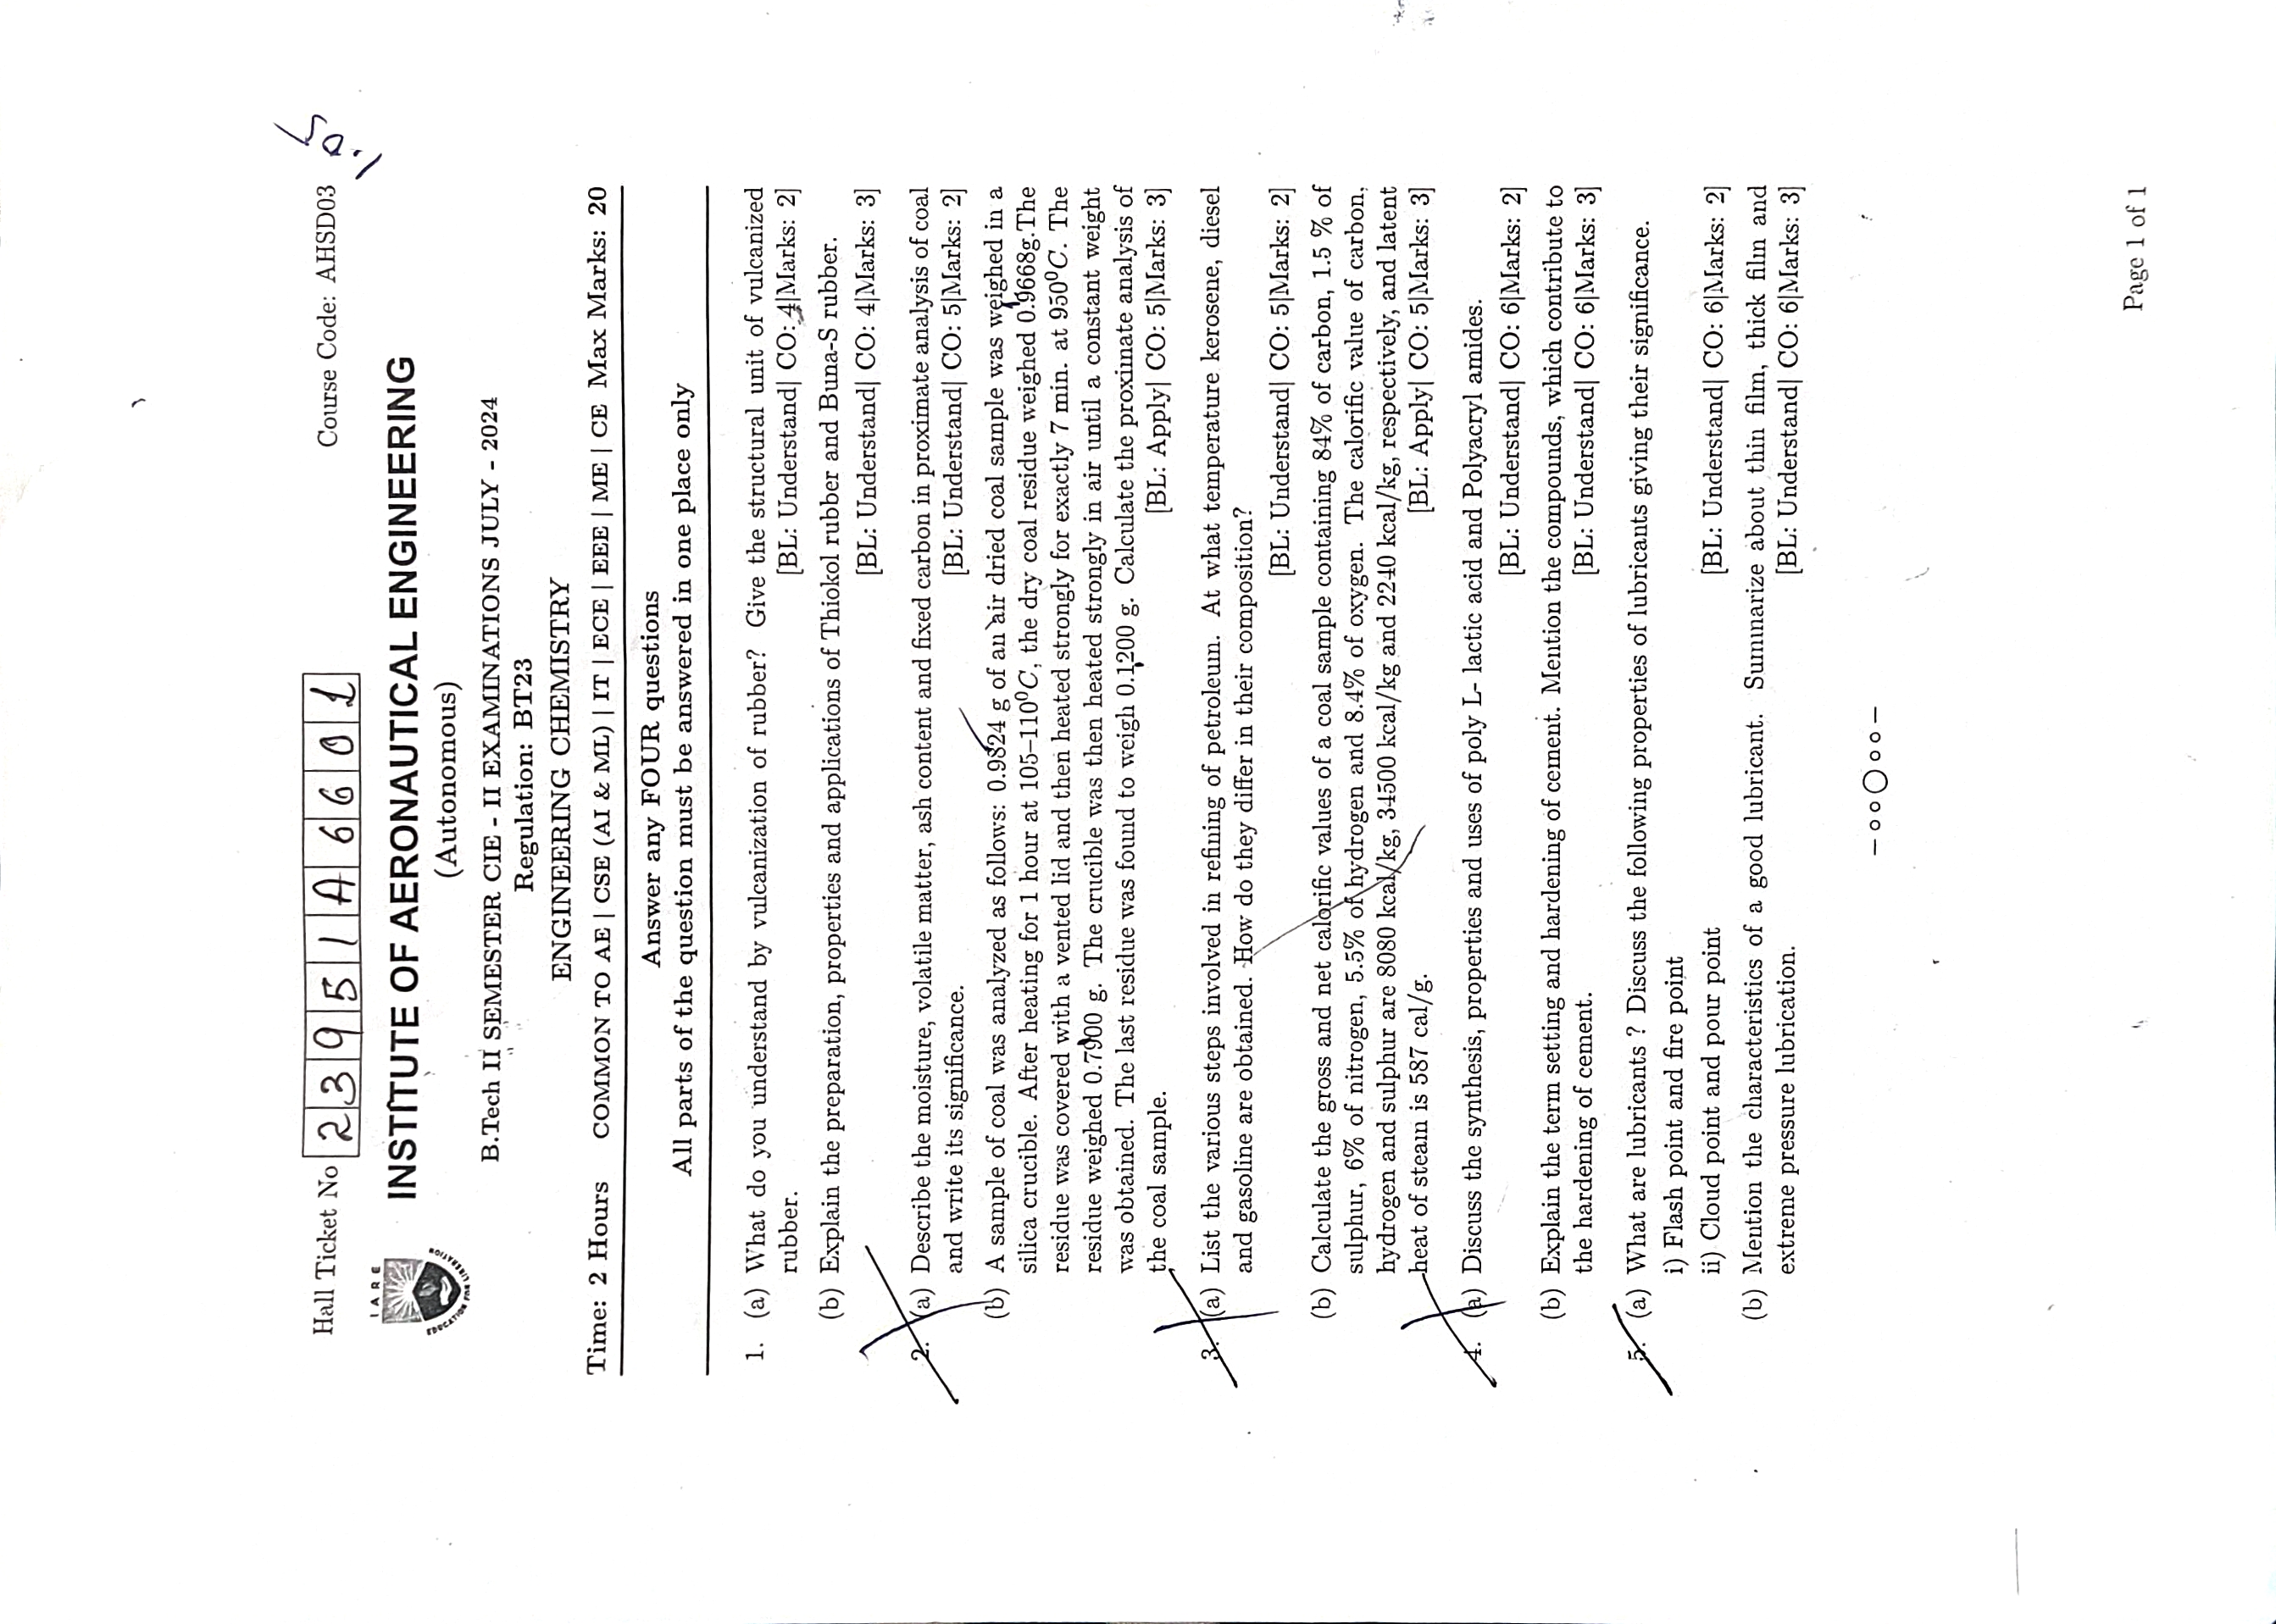 Hall Ticket No 23951A6601 Course Code: AHSD03
1.05
IARE
EDUCATION FOR LIBERATION
INSTITUTE OF AERONAUTICAL ENGINEERING
(Autonomous)
B.Tech II SEMESTER CIE - II EXAMINATIONS JULY - 2024
Regulation: BT23
ENGINEERING CHEMISTRY
Time: 2 Hours COMMON TO AE | CSE (AI & ML) | IT | ECE | EEE | ME | CE Max Marks: 20
Answer any FOUR questions
All parts of the question must be answered in one place only
1. (a) What do you understand by vulcanization of rubber? Give the structural unit of vulcanized
rubber. [BL: Understand| CO: 4|Marks: 2]
(b) Explain the preparation, properties and applications of Thiokol rubber and Buna-S rubber.
[BL: Understand| CO: 4|Marks: 3]
2. (a) Describe the moisture, volatile matter, ash content and fixed carbon in proximate analysis of coal
and write its significance. [BL: Understand| CO: 5|Marks: 2]
(b) A sample of coal was analyzed as follows: 0.9824 g of an air dried coal sample was weighed in a
silica crucible. After heating for 1 hour at 105–110⁰C, the dry coal residue weighed 0.9668g.The
residue was covered with a vented lid and then heated strongly for exactly 7 min. at 950⁰C. The
residue weighed 0.7900 g. The crucible was then heated strongly in air until a constant weight
was obtained. The last residue was found to weigh 0.1200 g. Calculate the proximate analysis of
the coal sample. [BL: Apply| CO: 5|Marks: 3]
3. (a) List the various steps involved in refining of petroleum. At what temperature kerosene, diesel
and gasoline are obtained. How do they differ in their composition?
[BL: Understand| CO: 5|Marks: 2]
(b) Calculate the gross and net calorific values of a coal sample containing 84% of carbon, 1.5 % of
sulphur, 6% of nitrogen, 5.5% of hydrogen and 8.4% of oxygen. The calorific value of carbon,
hydrogen and sulphur are 8080 kcal/kg, 34500 kcal/kg and 2240 kcal/kg, respectively, and latent
heat of steam is 587 cal/g. [BL: Apply| CO: 5|Marks: 3]
4. (a) Discuss the synthesis, properties and uses of poly L- lactic acid and Polyacryl amides.
[BL: Understand| CO: 6|Marks: 2]
(b) Explain the term setting and hardening of cement. Mention the compounds, which contribute to
the hardening of cement. [BL: Understand| CO: 6|Marks: 3]
5. (a) What are lubricants ? Discuss the following properties of lubricants giving their significance.
i) Flash point and fire point
ii) Cloud point and pour point [BL: Understand| CO: 6|Marks: 2]
(b) Mention the characteristics of a good lubricant. Summarize about thin film, thick film and
extreme pressure lubrication. [BL: Understand| CO: 6|Marks: 3]
Page 1 of 1